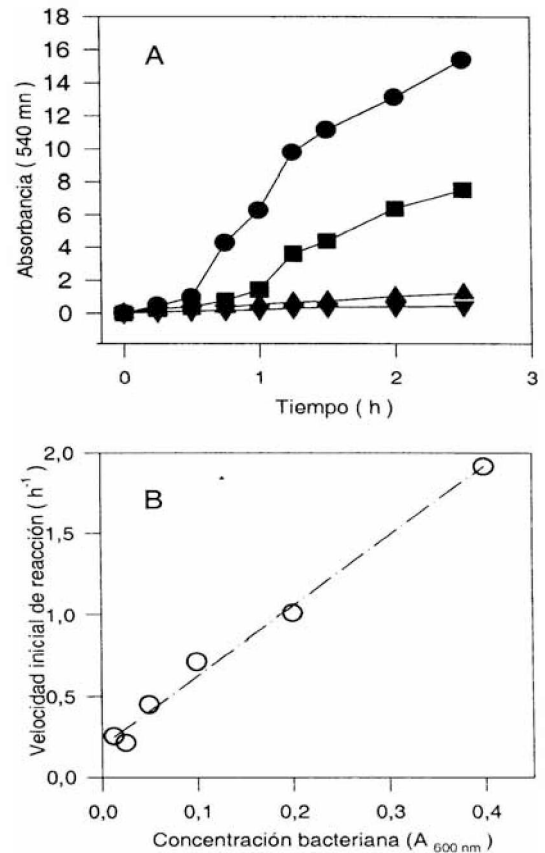 A
Absorbancia ( 540 mn )
18
16
14
12
10
8
6
4
2
0
0 1 2 3
Tiempo ( h )
B
Velocidad inicial de reacción ( h-1 )
2,0
1,5
1,0
0,5
0,0
0,0 0,1 0,2 0,3 0,4
Concentración bacteriana (A 600 nm )